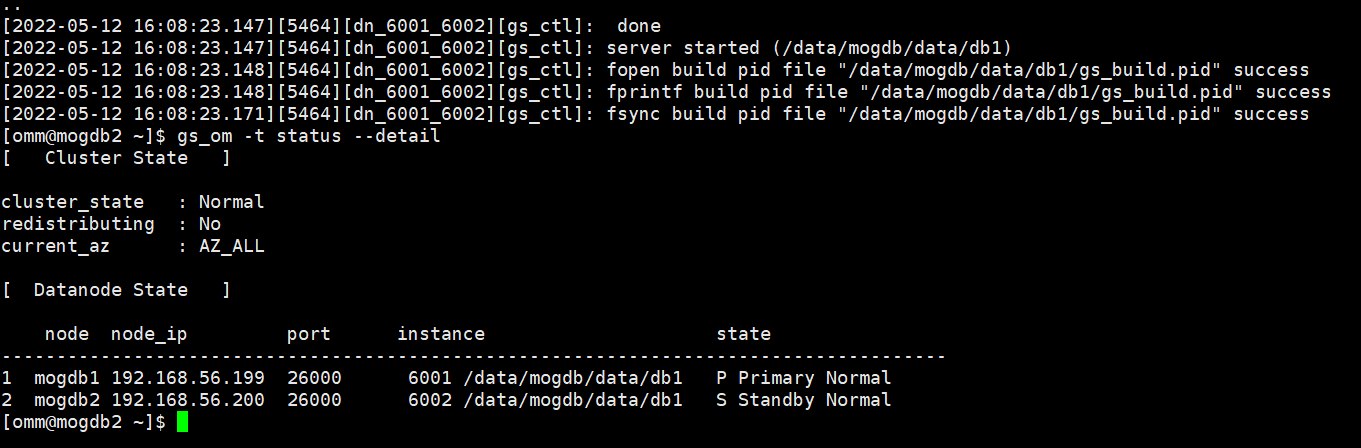 ..
[2022-05-12 16:08:23.147][5464][dn_6001_6002][gs_ctl]:  done
[2022-05-12 16:08:23.147][5464][dn_6001_6002][gs_ctl]: server started (/data/mogdb/data/db1)
[2022-05-12 16:08:23.148][5464][dn_6001_6002][gs_ctl]: fopen build pid file "/data/mogdb/data/db1/gs_build.pid" success
[2022-05-12 16:08:23.148][5464][dn_6001_6002][gs_ctl]: fprintf build pid file "/data/mogdb/data/db1/gs_build.pid" success
[2022-05-12 16:08:23.171][5464][dn_6001_6002][gs_ctl]: fsync build pid file "/data/mogdb/data/db1/gs_build.pid" success
[omm@mogdb2 ~]$ gs_om -t status --detail
[   Cluster State   ]

cluster_state   : Normal
redistributing  : No
current_az      : AZ_ALL

[  Datanode State   ]

    node  node_ip         port      instance                     state
--------------------------------------------------------------------------------------
1  mogdb1 192.168.56.199  26000      6001 /data/mogdb/data/db1   P Primary Normal
2  mogdb2 192.168.56.200  26000      6002 /data/mogdb/data/db1   S Standby Normal
[omm@mogdb2 ~]$